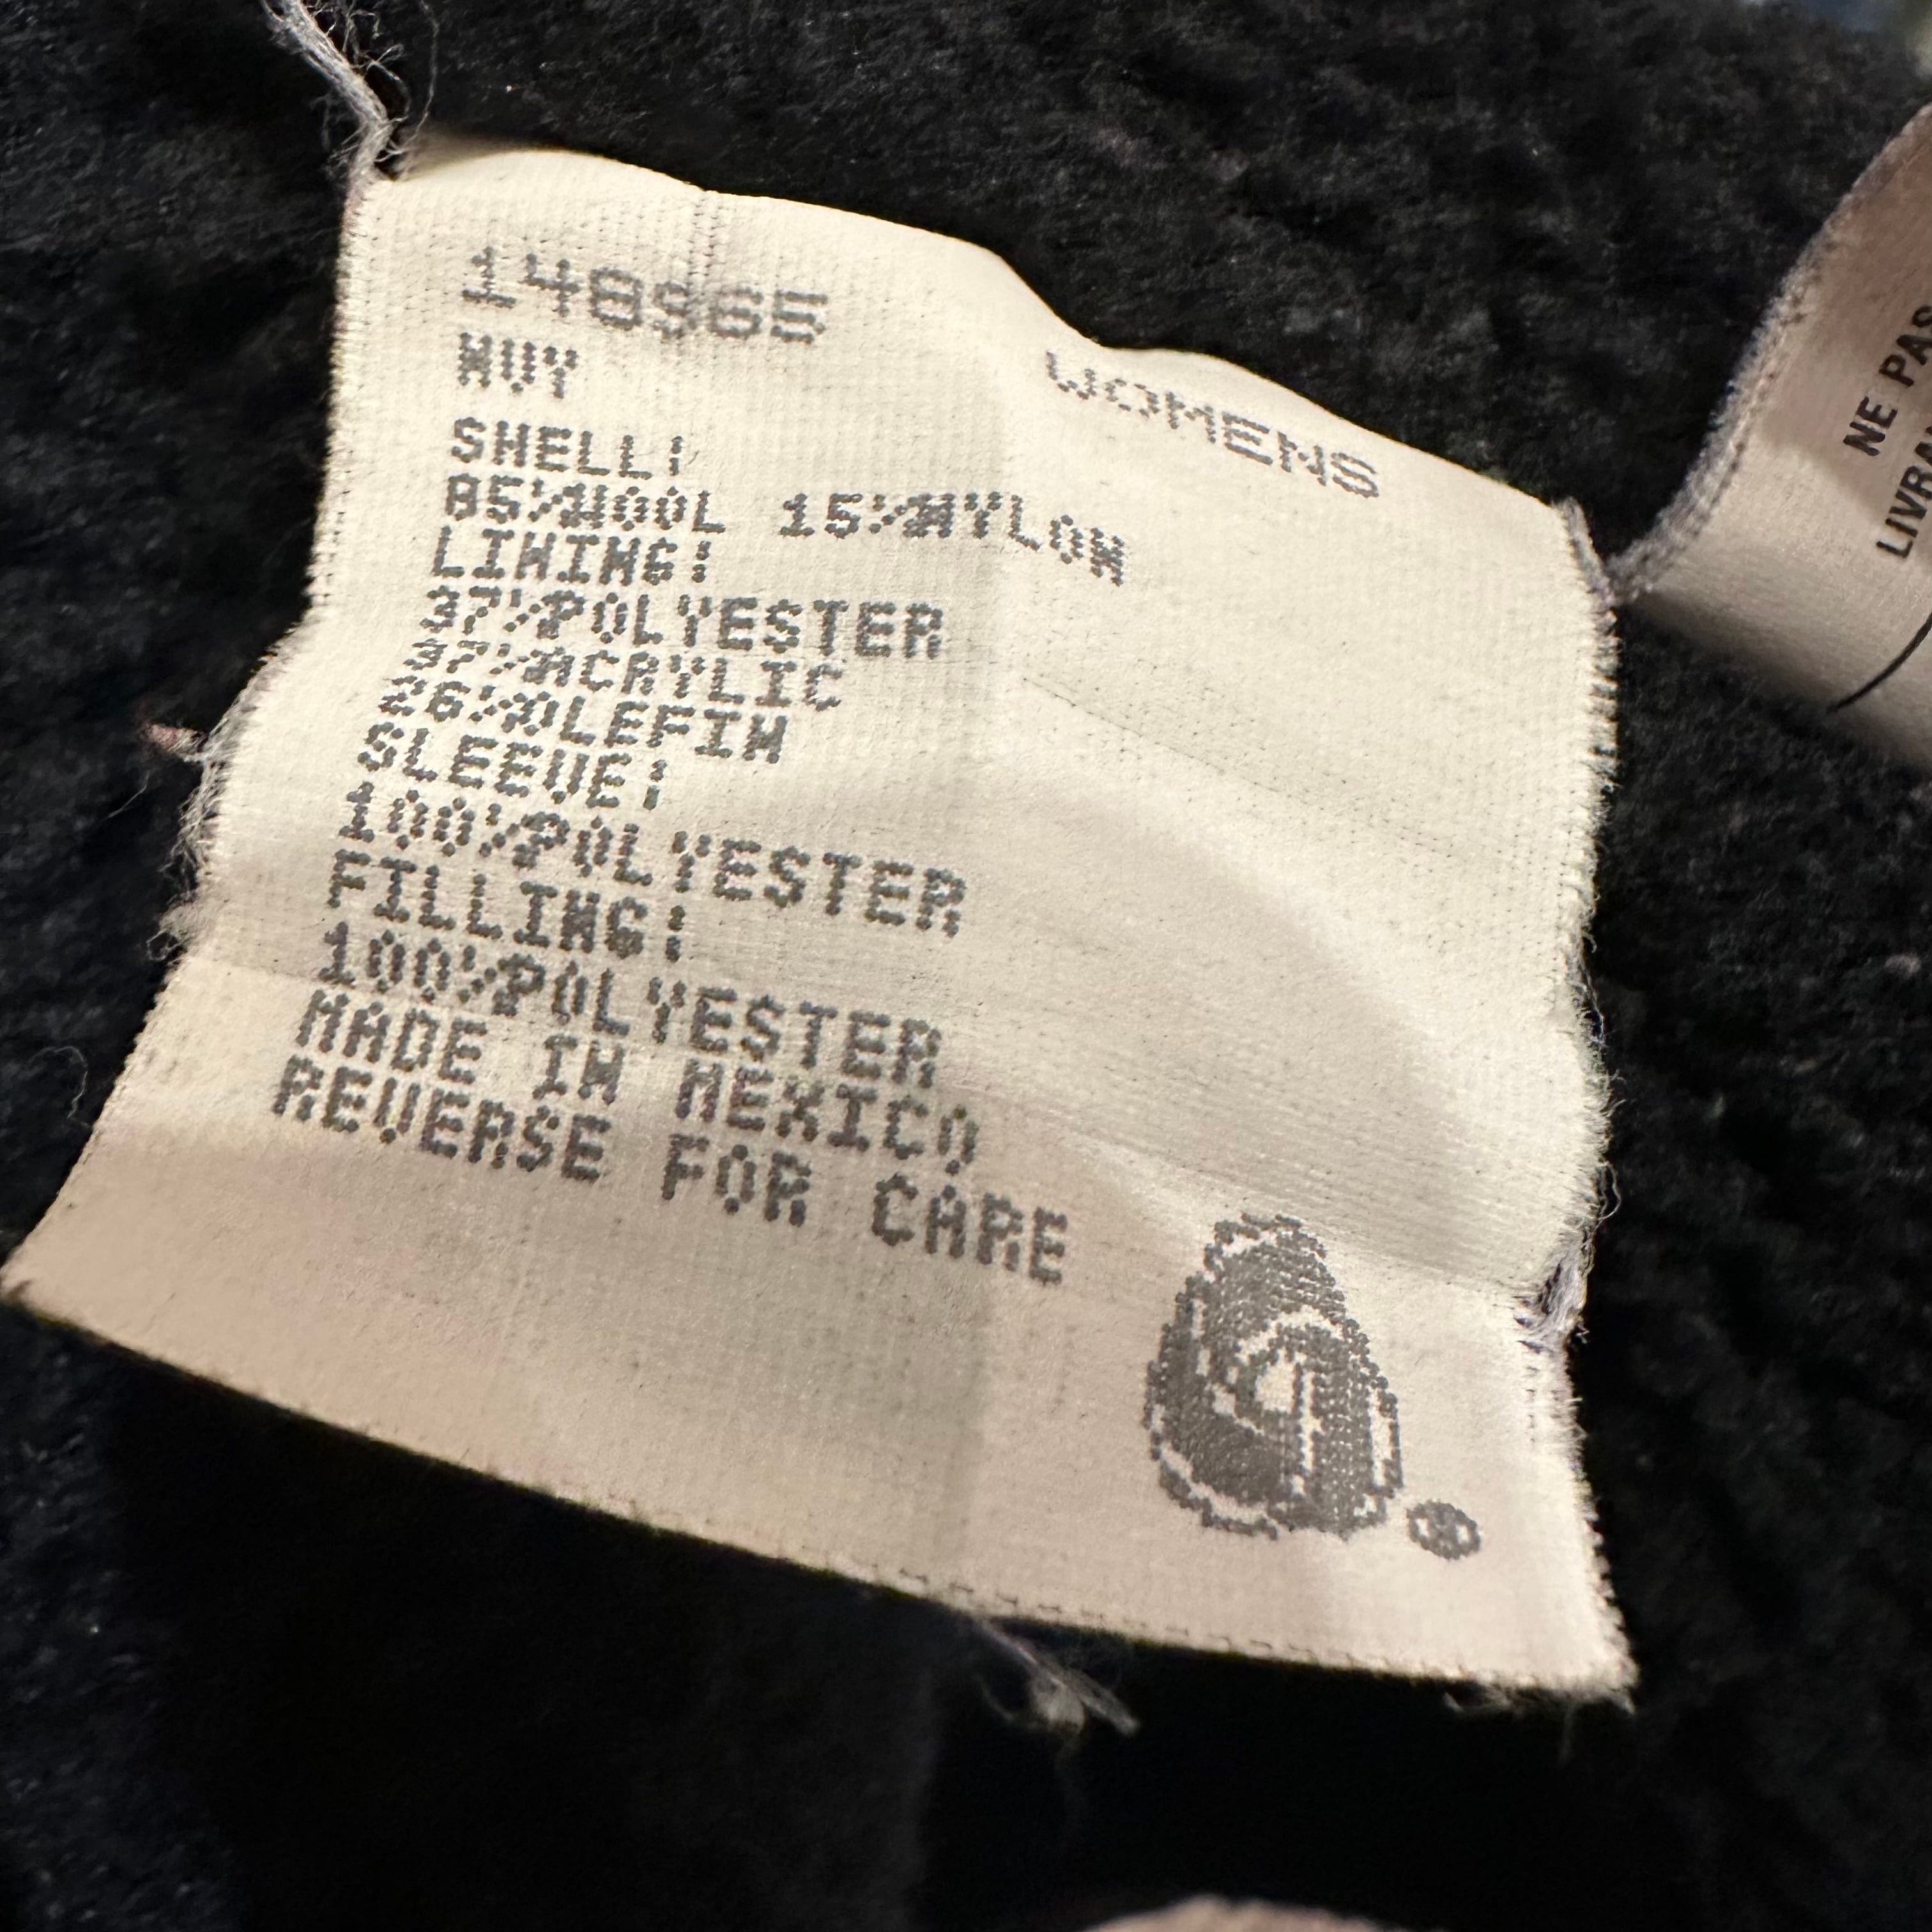 148965
NVY
WOMENS
SHELL:
85%WOOL 15%NYLON
LINING:
37%POLYESTER
37%ACRYLIC
26%OLEFIN
SLEEVE:
100%POLYESTER
FILLING:
100%POLYESTER
MADE IN MEXICO
REVERSE FOR CARE
®
NE PAS